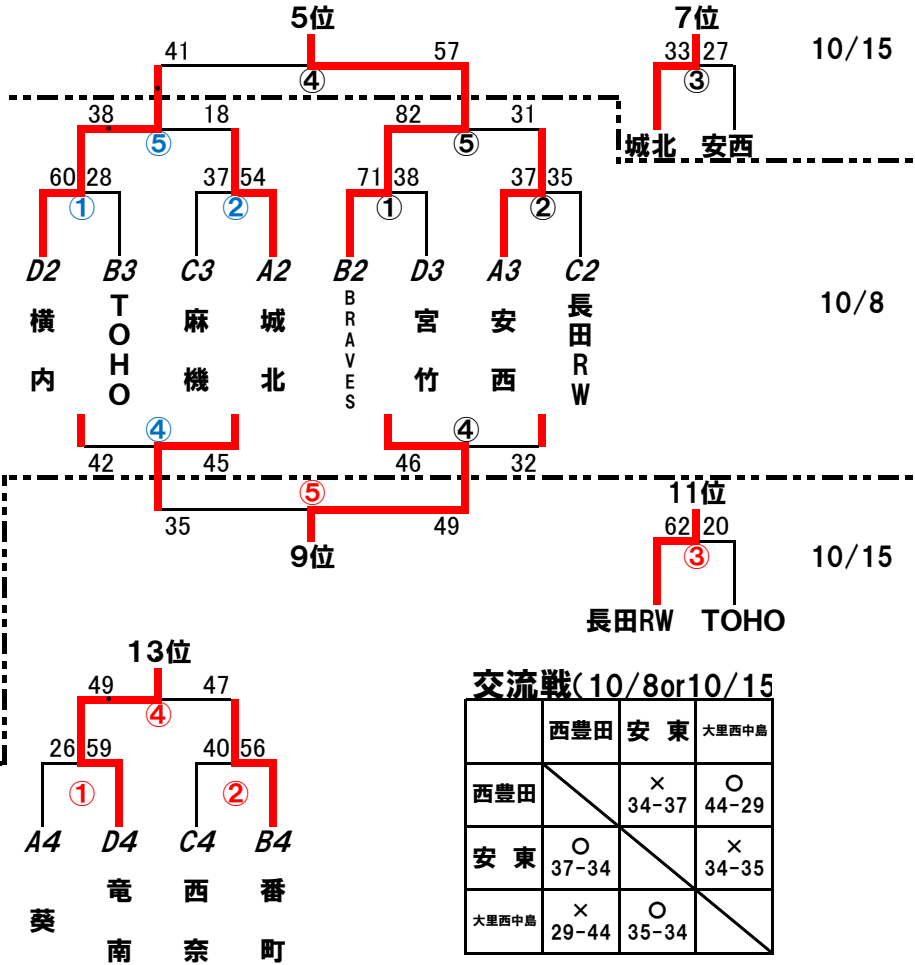 5位 7位
41 57 33 27 10/15
④ ③
38 18 82 31
⑤ ⑤ 城北 安西
60 28 37 54 71 38 37 35
① ② ① ②
D2 B3 C3 A2 B2 D3 A3 C2
横内 TOHO 麻機 城北 BRAVES 宮竹 安西 長田RW 10/8
④ ④
42 45 46 32
⑤ 11位
35 49 62 20
9位 ③ 10/15
長田RW TOHO
13位
49 47
④
26 59 40 56
① ②
A4 D4 C4 B4
葵 竜南 西奈 番町
交流戦(10/8or10/15
西豊田 安 東 大里西中島
西豊田 × ○
34-37 44-29
安 東 ○ ×
37-34 34-35
大里西中島 × ○
29-44 35-34